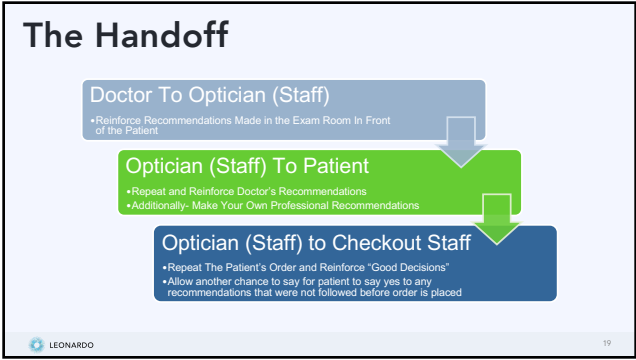 The Handoff
Doctor To Optician (Staff)
•Reinforce Recommendations Made in the Exam Room In Front
of the Patient
Optician (Staff) To Patient
•Repeat and Reinforce Doctor's Recommendations
•Additionally- Make Your Own Professional Recommendations
Optician (Staff) to Checkout Staff
•Repeat The Patient's Order and Reinforce “Good Decisions”
•Allow another chance to say for patient to say yes to any
recommendations that were not followed before order is placed
LEONARDO
19